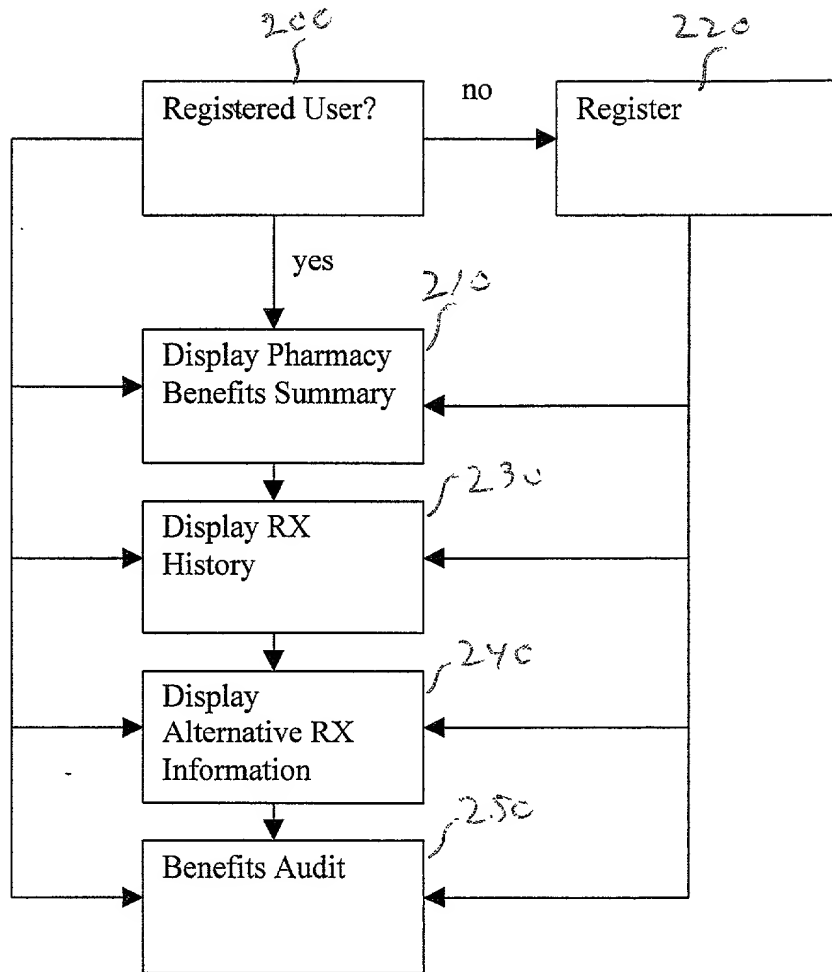 200
220
Registered User?
no
Register
yes
210
Display Pharmacy
Benefits Summary
230
Display RX
History
240
Display
Alternative RX
Information
250
Benefits Audit